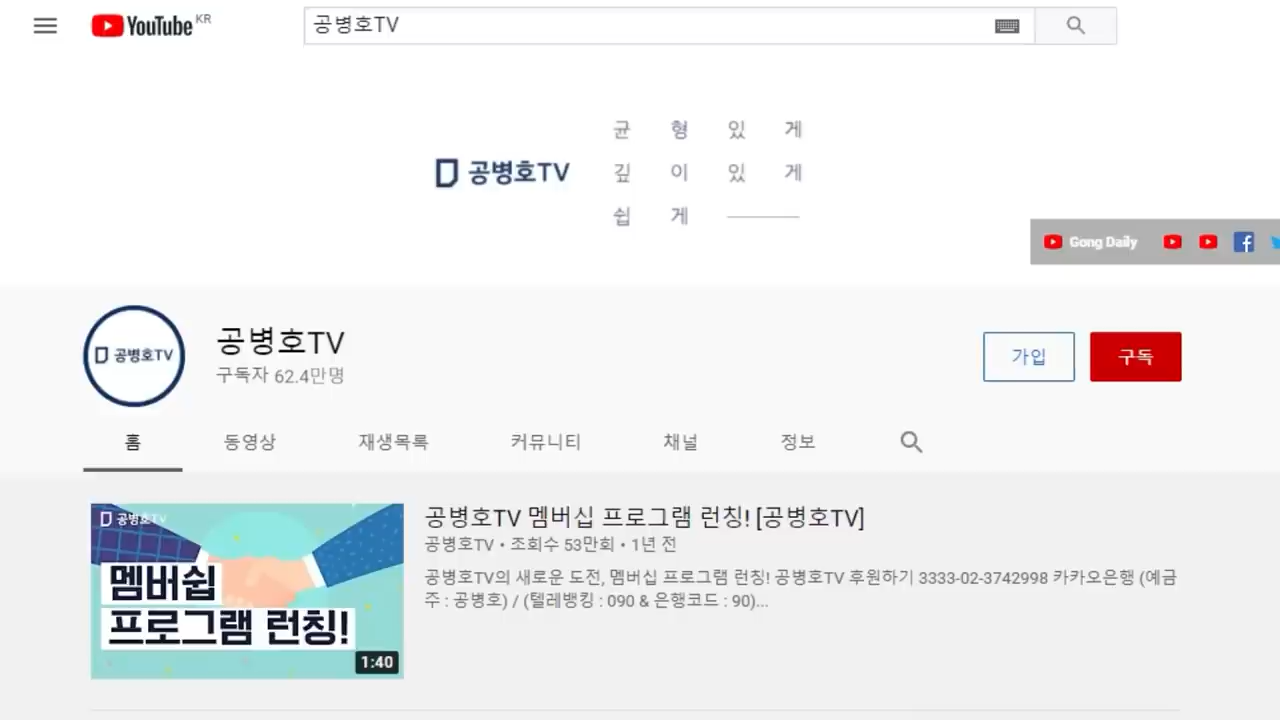 YouTube KR
공병호TV
균 형 있 게
공병호TV
깊 이 있 게
쉽 게
Gong Daily
공병호TV
공병호TV
구독자 62.4만명
가입
구독
홈
동영상
재생목록
커뮤니티
채널
정보
공병호TV
멤버쉽
프로그램 런칭!
1:40
공병호TV 멤버십 프로그램 런칭! [공병호TV]
공병호TV • 조회수 53만회 • 1년 전
공병호TV의 새로운 도전, 멤버십 프로그램 런칭! 공병호TV 후원하기 3333-02-3742998 카카오은행 (예금
주 : 공병호) / (텔레뱅킹 : 090 & 은행코드 : 90)...